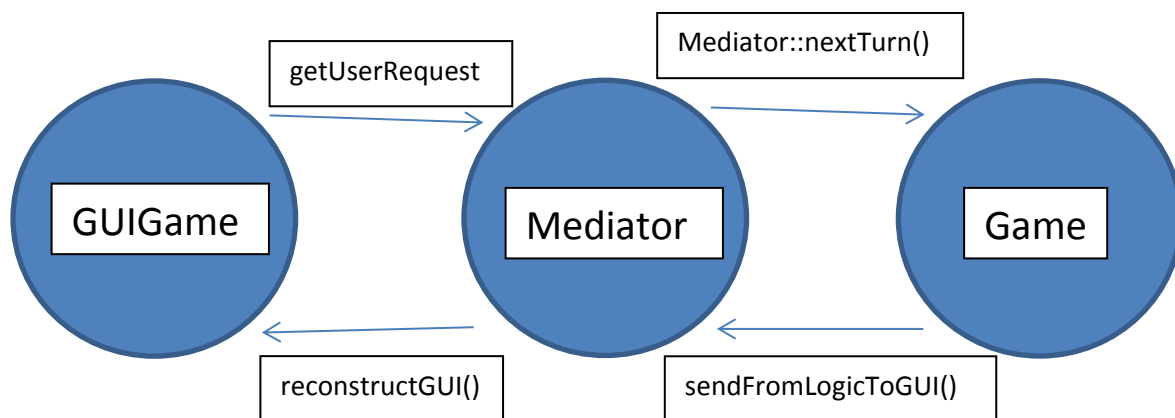 getUserRequest
Mediator::nextTurn()
GUIGame
Mediator
Game
reconstructGUI()
sendFromLogicToGUI()